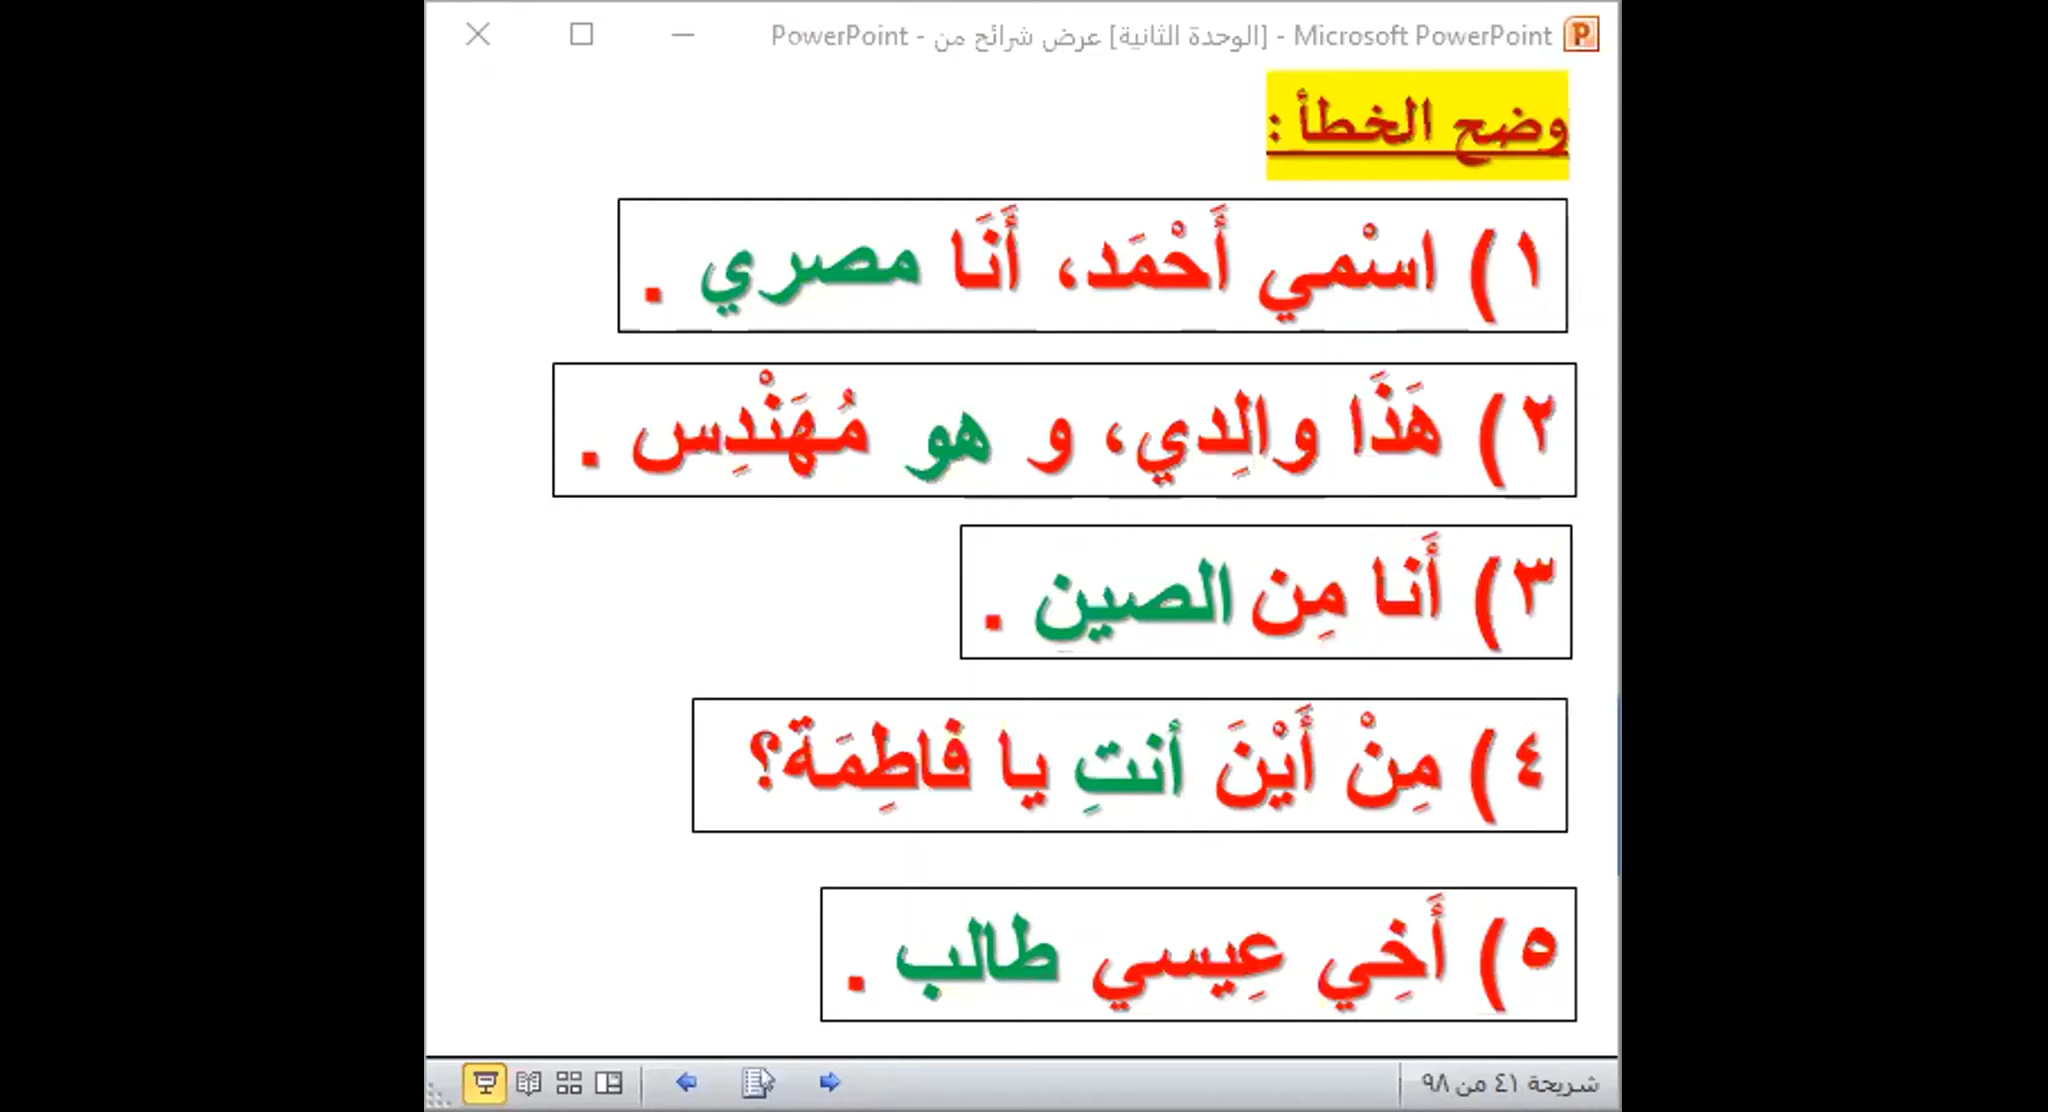 PowerPoint - عرض شرائح من [الوحدة الثانية] - Microsoft PowerPoint
وضح الخطأ :
١) اسْمي أَحْمَد، أَنَا مصري .
٢) هَذَا والِدي، و هو مُهَنْدِس .
٣) أَنا مِن الصين .
٤) مِنْ أَيْنَ أنتِ يا فاطِمَة؟
٥) أَخِي عِيسي طالب .
شريحة ٤١ من ٩٨